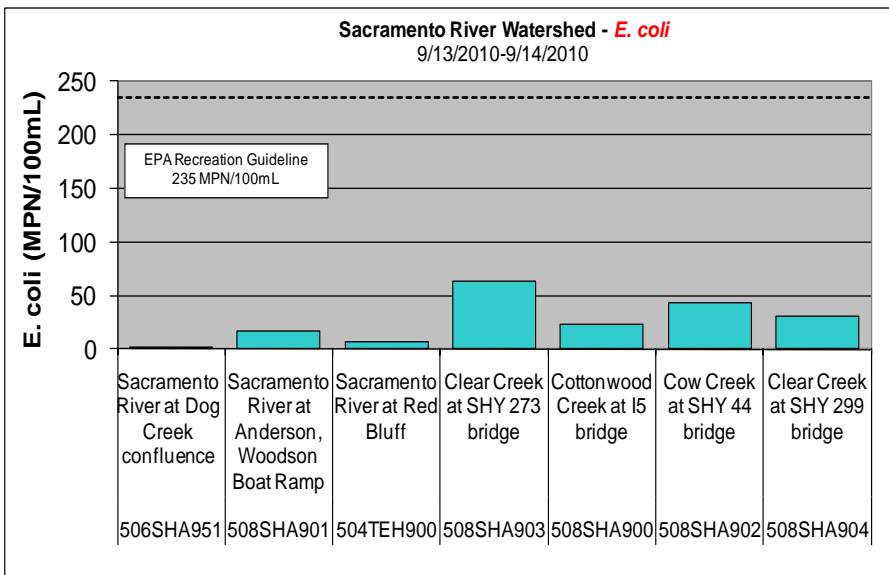 Sacramento River Watershed - E. coli
9/13/2010-9/14/2010
E. coli (MPN/100mL)
250
200
150
100
50
0
EPA Recreation Guideline
235 MPN/100mL
Sacramento
River at Dog
Creek
confluence
Sacramento
River at
Anderson,
Woodson
Boat Ramp
Sacramento
River at Red
Bluff
Clear Creek
at SHY 273
bridge
Cottonwood
Creek at I5
bridge
Cow Creek
at SHY 44
bridge
Clear Creek
at SHY 299
bridge
506SHA951
508SHA901
504TEH900
508SHA903
508SHA900
508SHA902
508SHA904